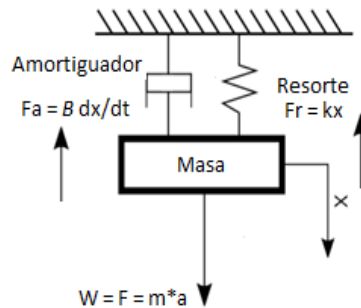 Amortiguador
Fa = B dx/dt
Resorte
Fr = kx
Masa
x
W = F = m*a